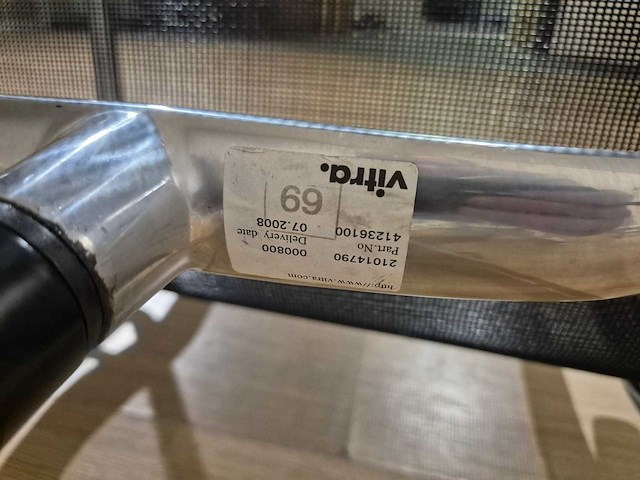 http://www.vitra.com
21014790 000800
Part.No Delivery date
41236100 07.2008
69
vitra.